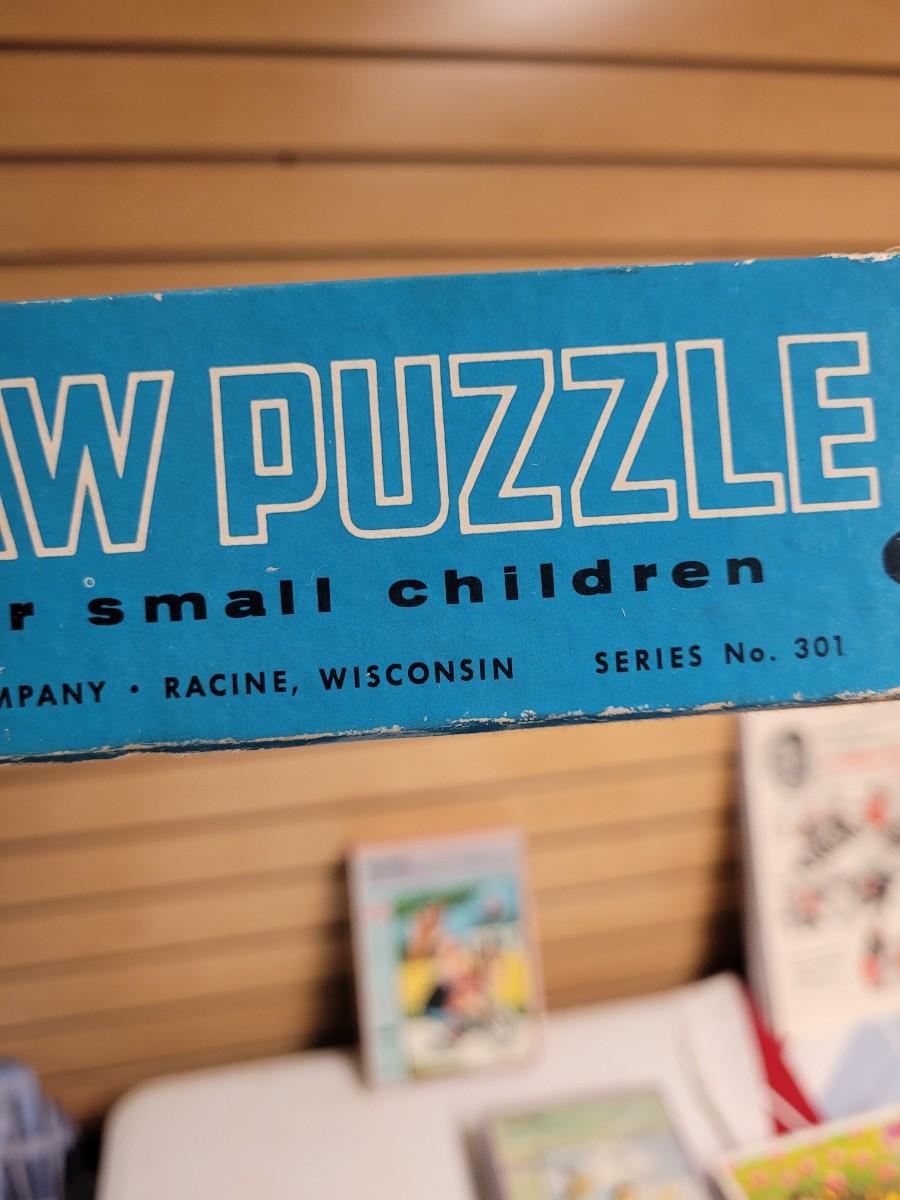 AW PUZZLE
r small children
MPANY • RACINE, WISCONSIN SERIES No. 301